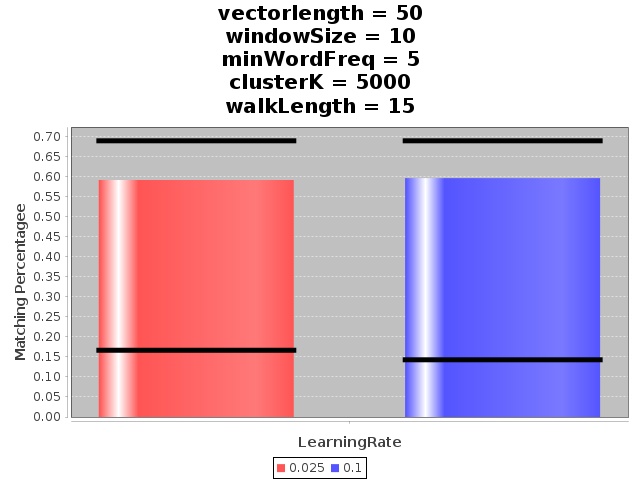 vectorlength = 50
windowSize = 10
minWordFreq = 5
clusterK = 5000
walkLength = 15
0.70
0.65
0.60
0.55
0.50
0.45
0.40
0.35
0.30
0.25
0.20
0.15
0.10
0.05
0.00
Matching Percentagee
LearningRate
0.025 0.1